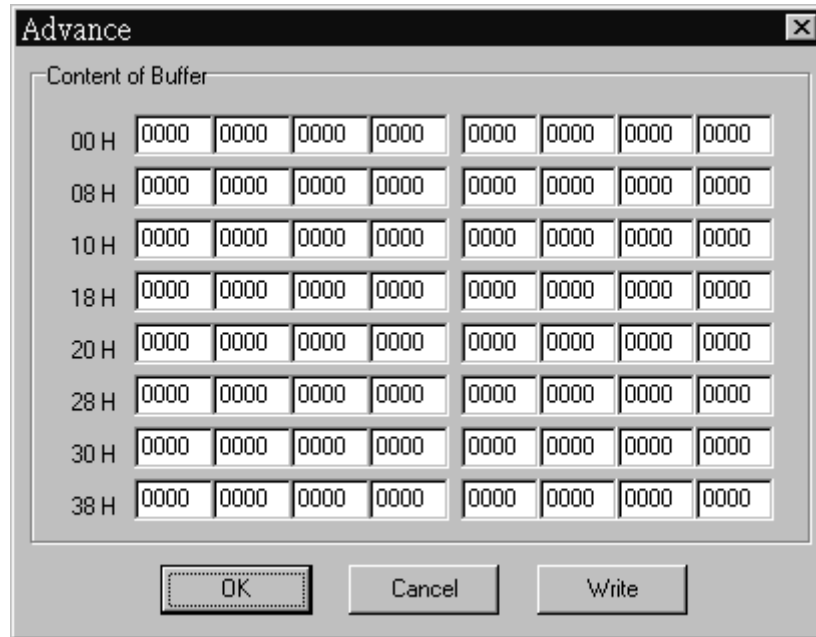 Advance
Content of Buffer
00 H 0000 0000 0000 0000 0000 0000 0000 0000
08 H 0000 0000 0000 0000 0000 0000 0000 0000
10 H 0000 0000 0000 0000 0000 0000 0000 0000
18 H 0000 0000 0000 0000 0000 0000 0000 0000
20 H 0000 0000 0000 0000 0000 0000 0000 0000
28 H 0000 0000 0000 0000 0000 0000 0000 0000
30 H 0000 0000 0000 0000 0000 0000 0000 0000
38 H 0000 0000 0000 0000 0000 0000 0000 0000
OK Cancel Write